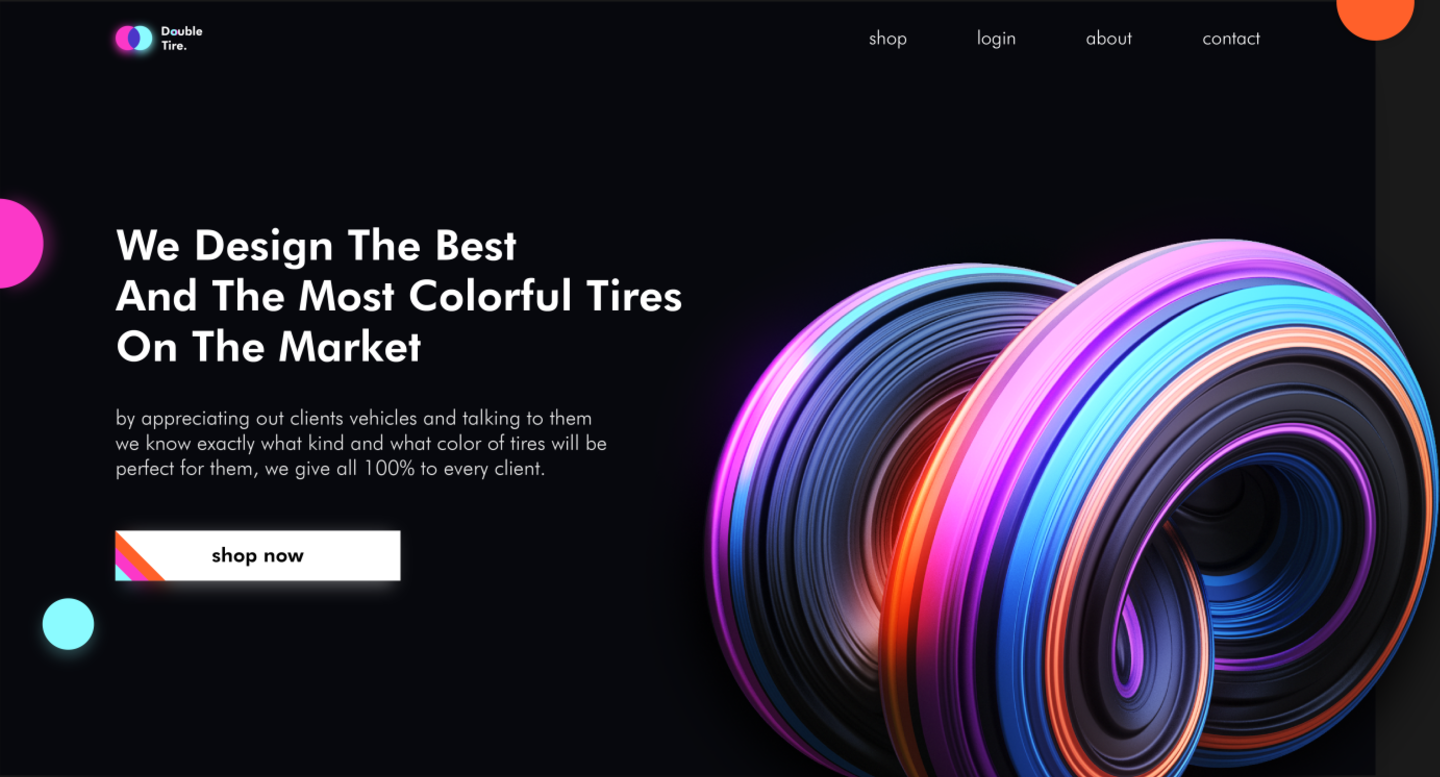 Double
Tire.
shop login about contact
We Design The Best
And The Most Colorful Tires
On The Market
by appreciating out clients vehicles and talking to them
we know exactly what kind and what color of tires will be
perfect for them, we give all 100% to every client.
shop now